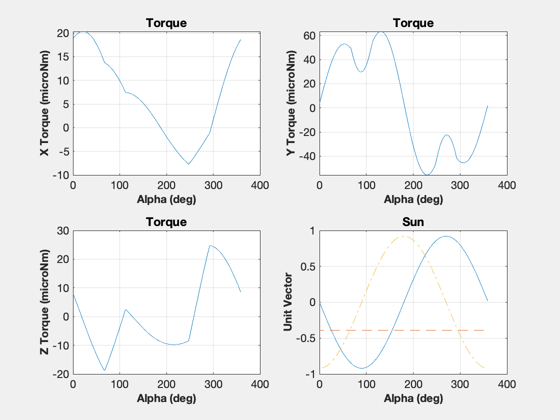 Torque
X Torque (microNm)
20
15
10
5
0
-5
-10
0 100 200 300 400
Alpha (deg)
Torque
Y Torque (microNm)
60
40
20
0
-20
-40
0 100 200 300 400
Alpha (deg)
Torque
Z Torque (microNm)
30
20
10
0
-10
-20
0 100 200 300 400
Alpha (deg)
Sun
Unit Vector
1
0.5
0
-0.5
-1
0 100 200 300 400
Alpha (deg)